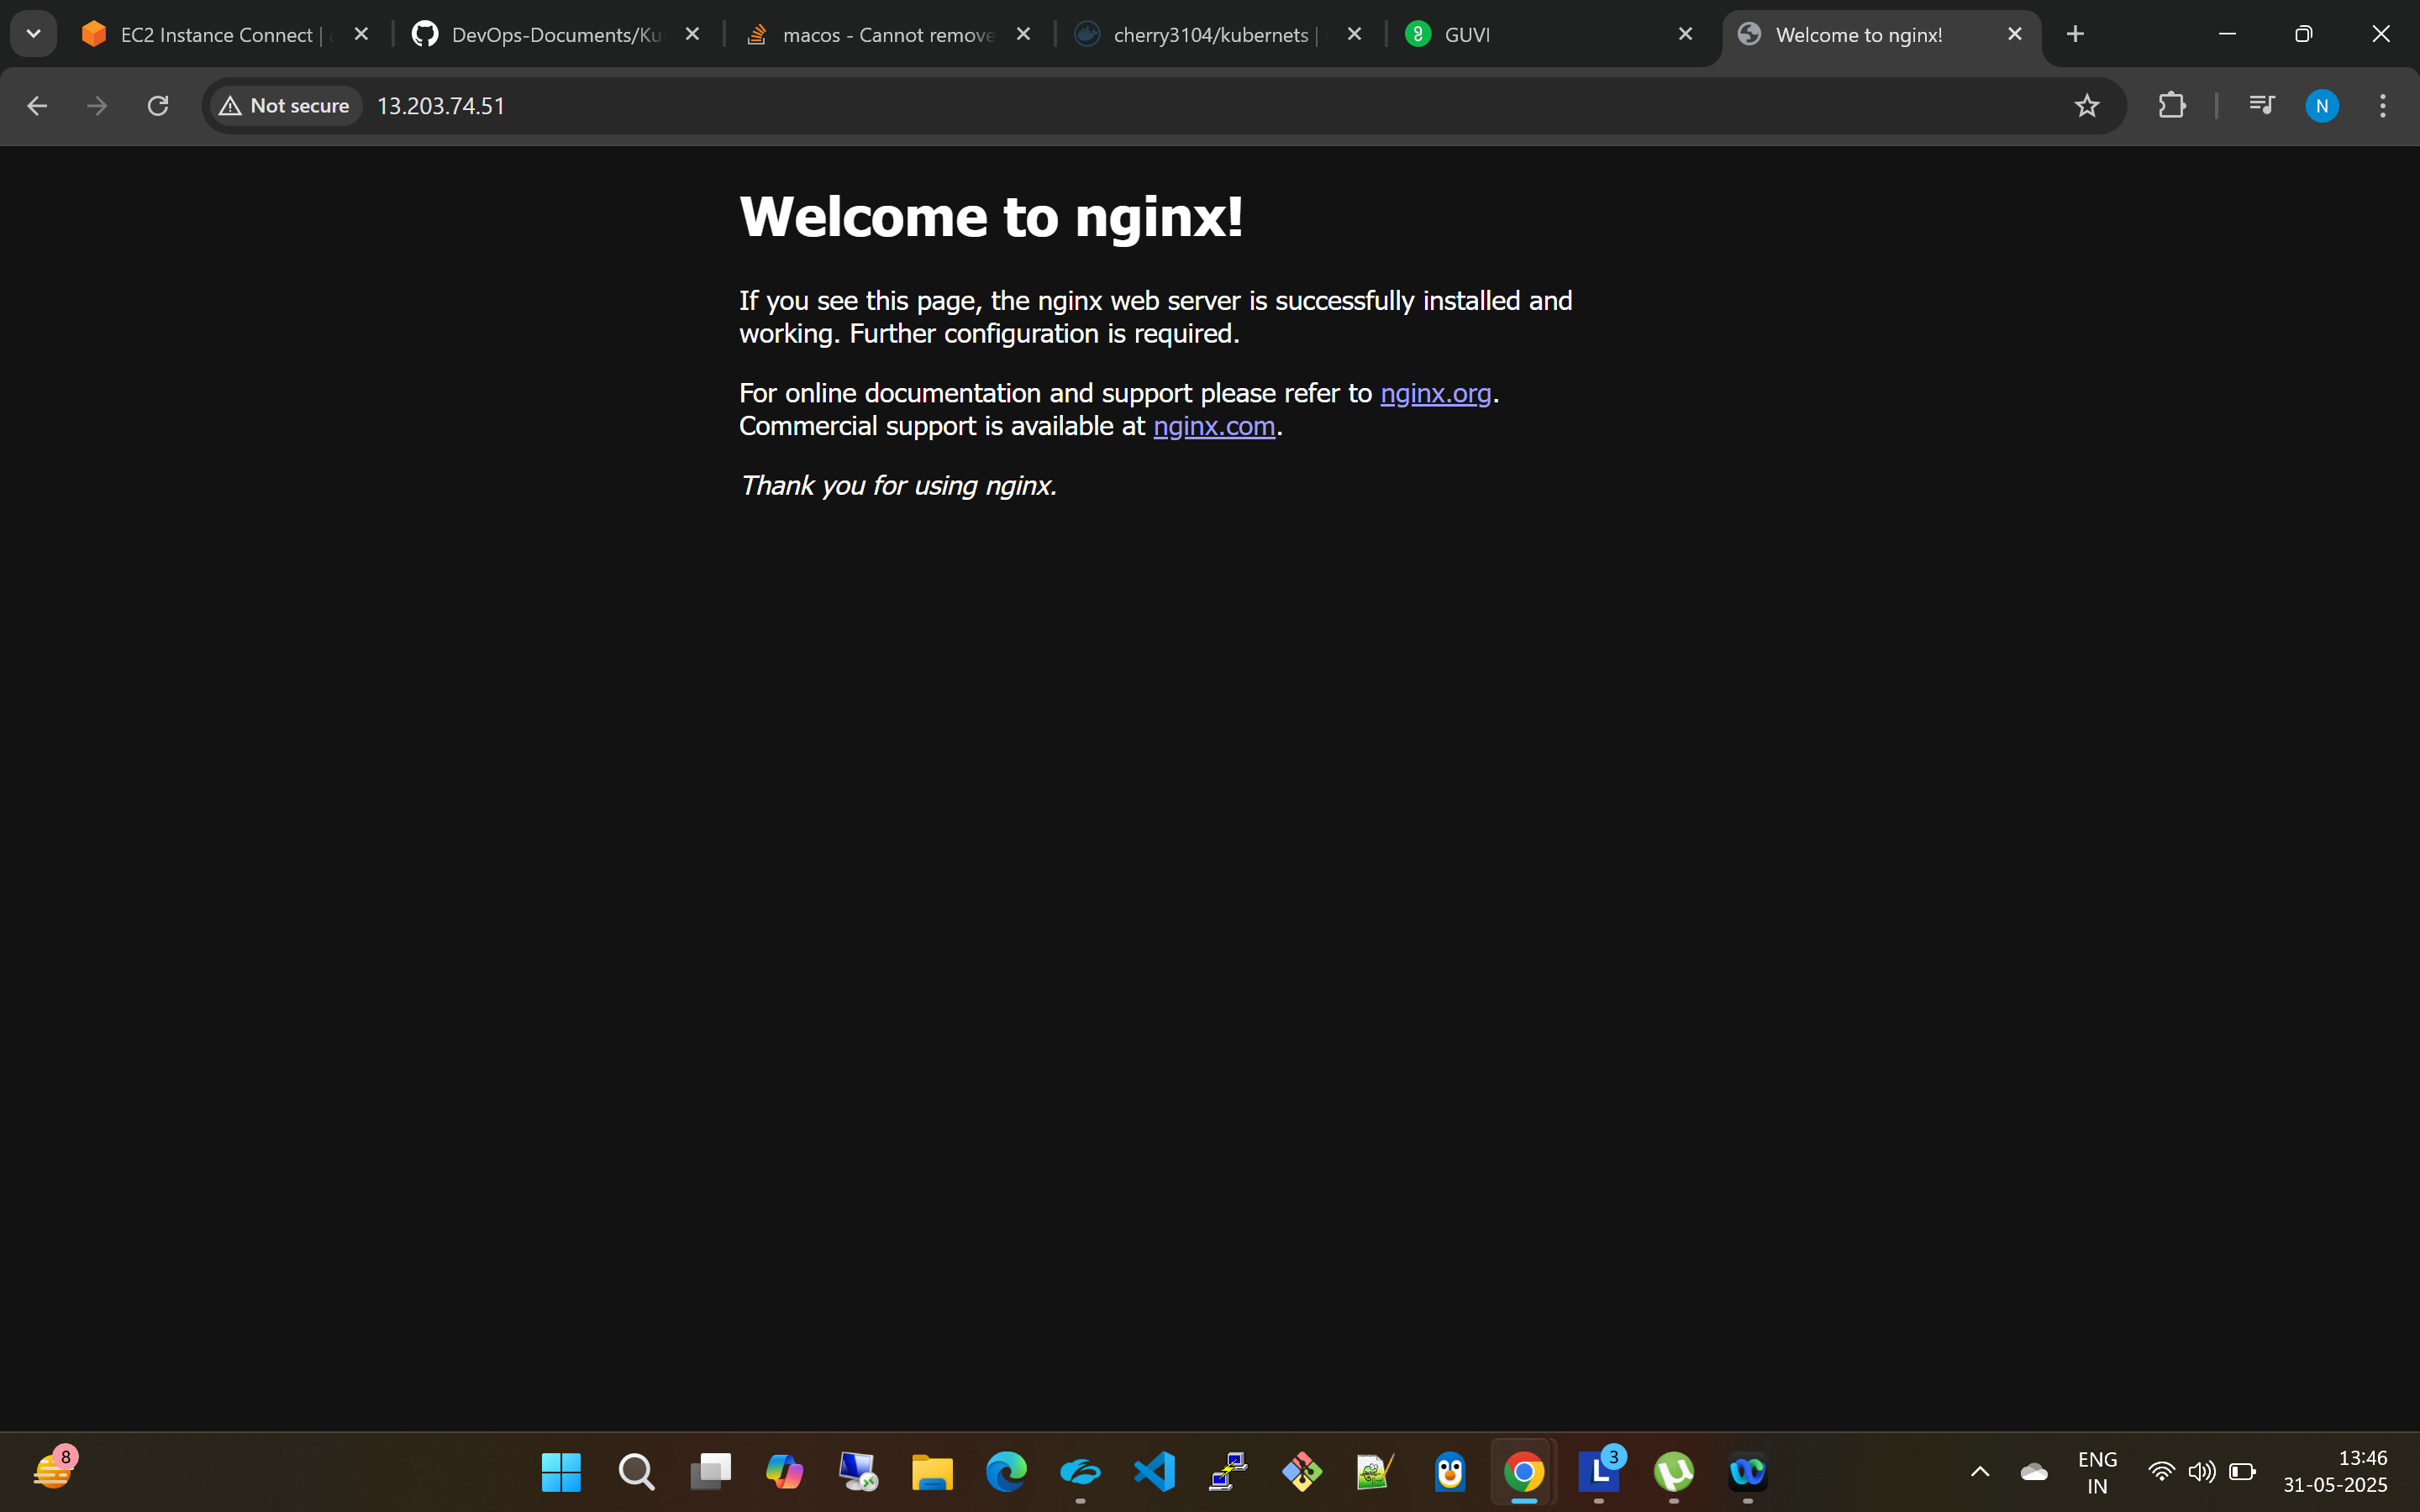 EC2 Instance Connect |
DevOps-Documents/Ku
macos - Cannot remove
cherry3104/kubernets |
GUVI
Welcome to nginx!
Not secure
13.203.74.51
N
Welcome to nginx!
If you see this page, the nginx web server is successfully installed and
working. Further configuration is required.
For online documentation and support please refer to nginx.org.
Commercial support is available at nginx.com.
Thank you for using nginx.
8
L
3
ENG
IN
13:46
31-05-2025